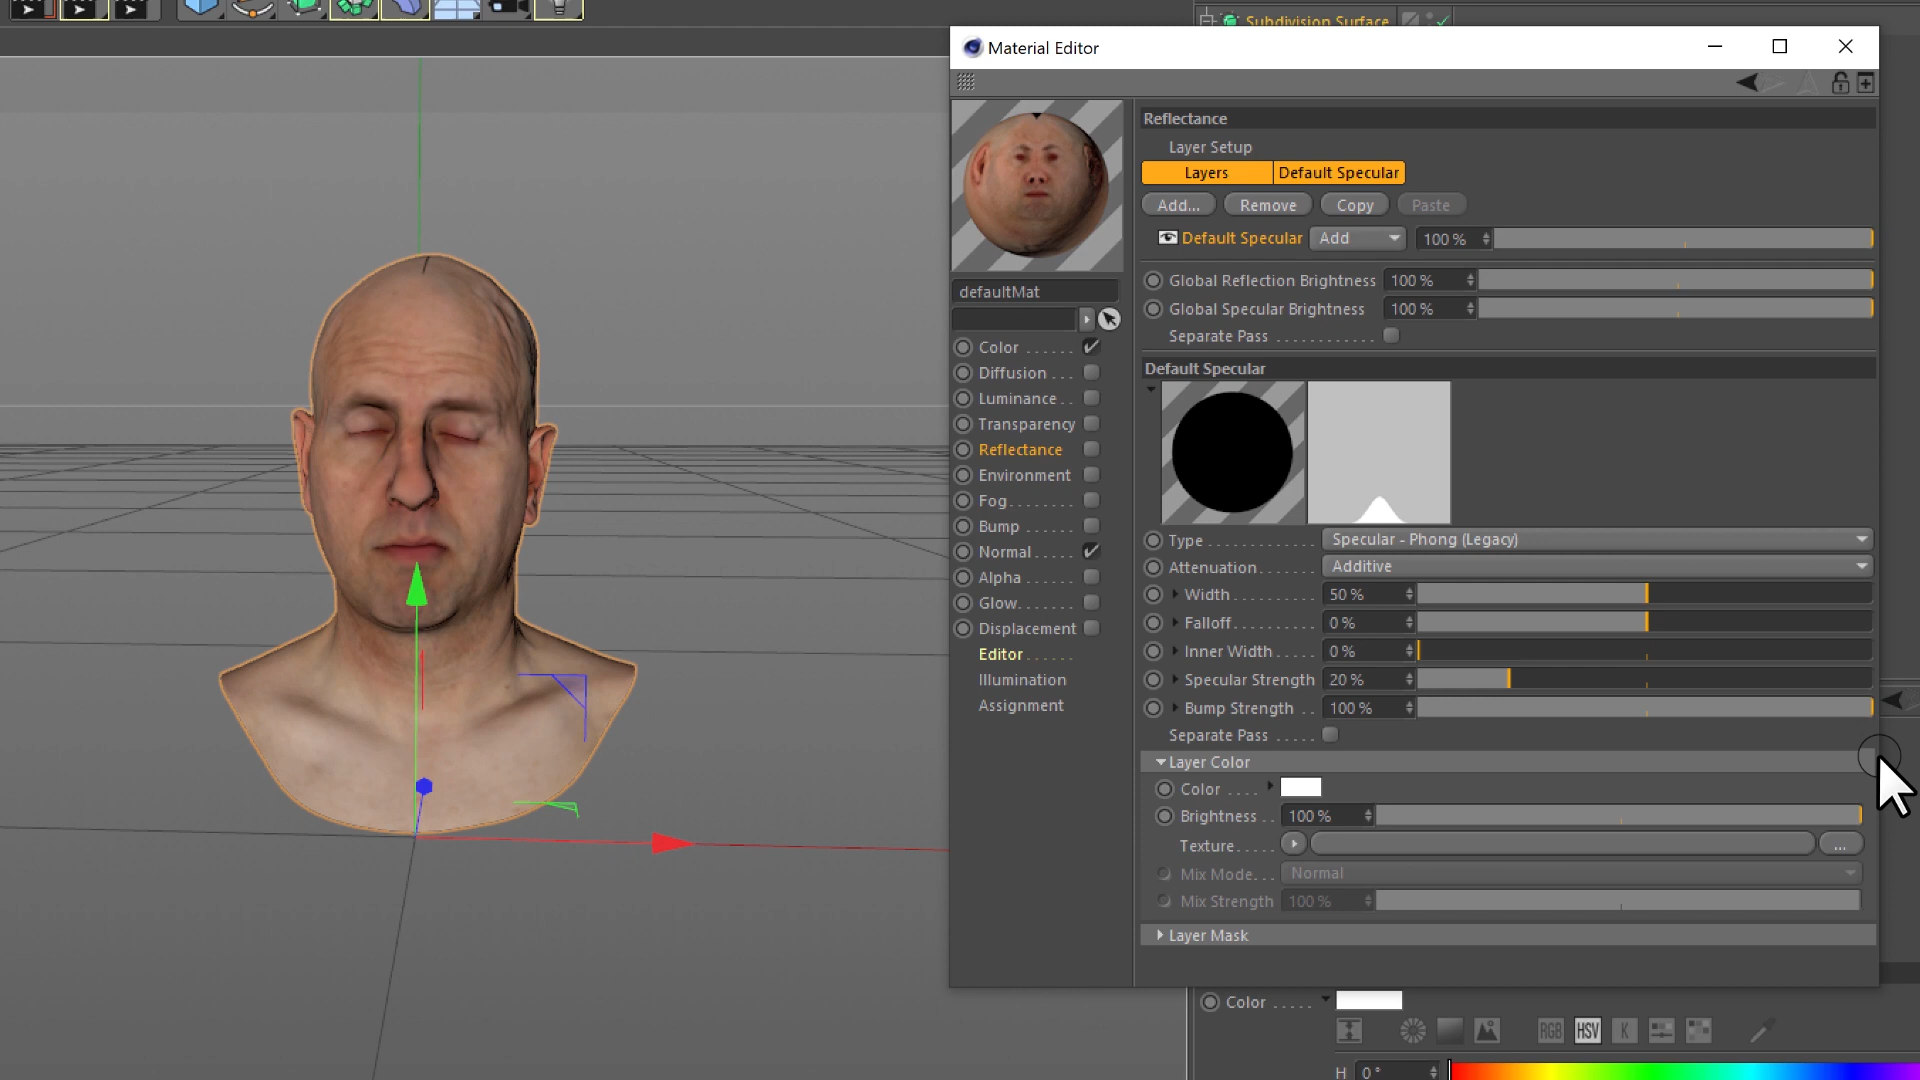 Subdivision Surface
Material Editor
Reflectance
Layer Setup
Layers Default Specular
Add... Remove Copy Paste
Default Specular Add 100 %
Global Reflection Brightness 100 %
Global Specular Brightness 100 %
Separate Pass . . . . . . . . . . . .
defaultMat
Color . . . . . .
Diffusion . . .
Luminance . .
Transparency
Reflectance
Environment
Fog. . . . . . .
Bump . . . . . .
Normal . . . . .
Alpha . . . . . .
Glow. . . . . . .
Displacement
Editor . . . . . .
Illumination
Assignment
Default Specular
Type . . . . . . . . . . . . Specular - Phong (Legacy)
Attenuation . . . . . . . Additive
Width . . . . . . . . . . 50 %
Falloff . . . . . . . . . . 0 %
Inner Width . . . . . 0 %
Specular Strength 20 %
Bump Strength . . 100 %
Separate Pass . . . . .
Layer Color
Color . . . .
Brightness . . 100 %
Texture. . . . . ...
Mix Mode. . . Normal
Mix Strength 100 %
Layer Mask
Color . . . . .
RGB HSV K
H 0 °